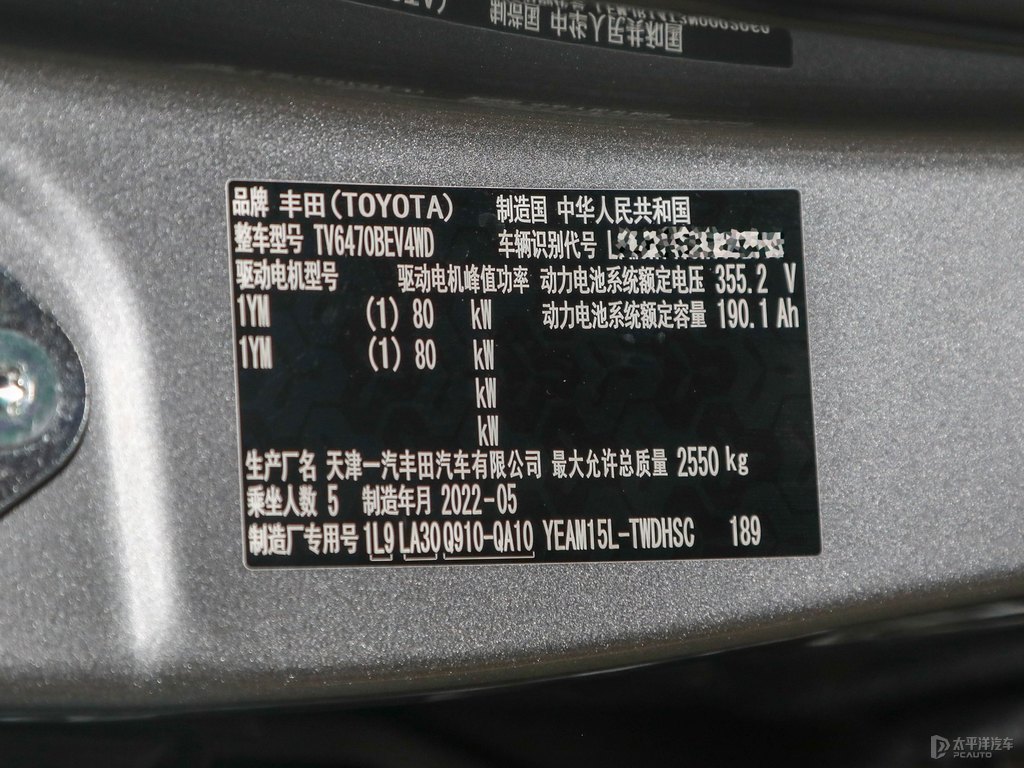 品牌 丰田(TOYOTA) 制造国 中华人民共和国
整车型号 TV6470BEV4WD 车辆识别代号 L
驱动电机型号 驱动电机峰值功率 动力电池系统额定电压 355.2 V
1YM (1) 80 kW 动力电池系统额定容量 190.1 Ah
1YM (1) 80 kW
kW
kW
生产厂名 天津一汽丰田汽车有限公司 最大允许总质量 2550 kg
乘坐人数 5 制造年月 2022-05
制造厂专用号 1L9 LA30 Q910-QA10 YEAM15L-TWDHSC 189
太平洋汽车
PCAUTO